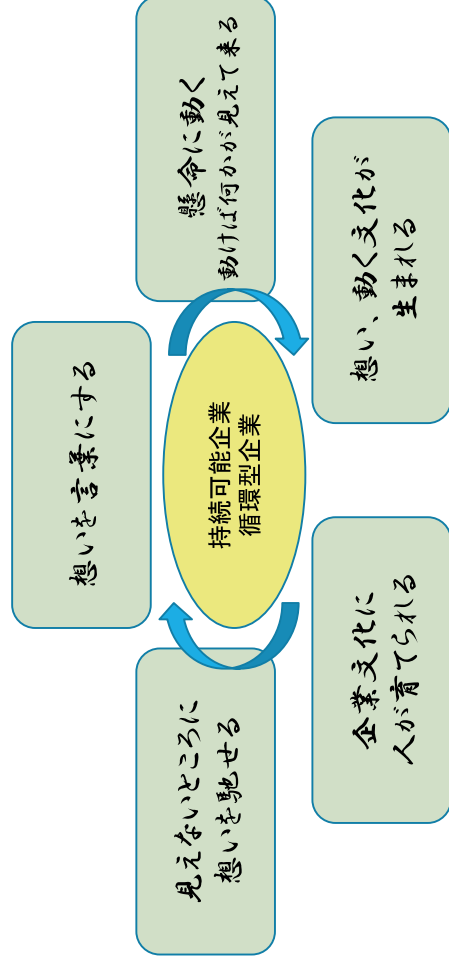 想いを言葉にする
懸命に動く
動けば何かが見えて来る
想い、動く文化が
生まれる
企業文化に
人が育てられる
見えないところに
想いを馳せる
持続可能企業
循環型企業